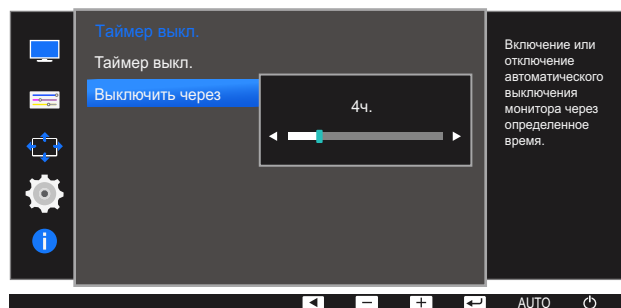 Таймер выкл.
Таймер выкл.
Выключить через
4ч.
Включение или
отключение
автоматического
выключения
монитора через
определенное
время.
AUTO